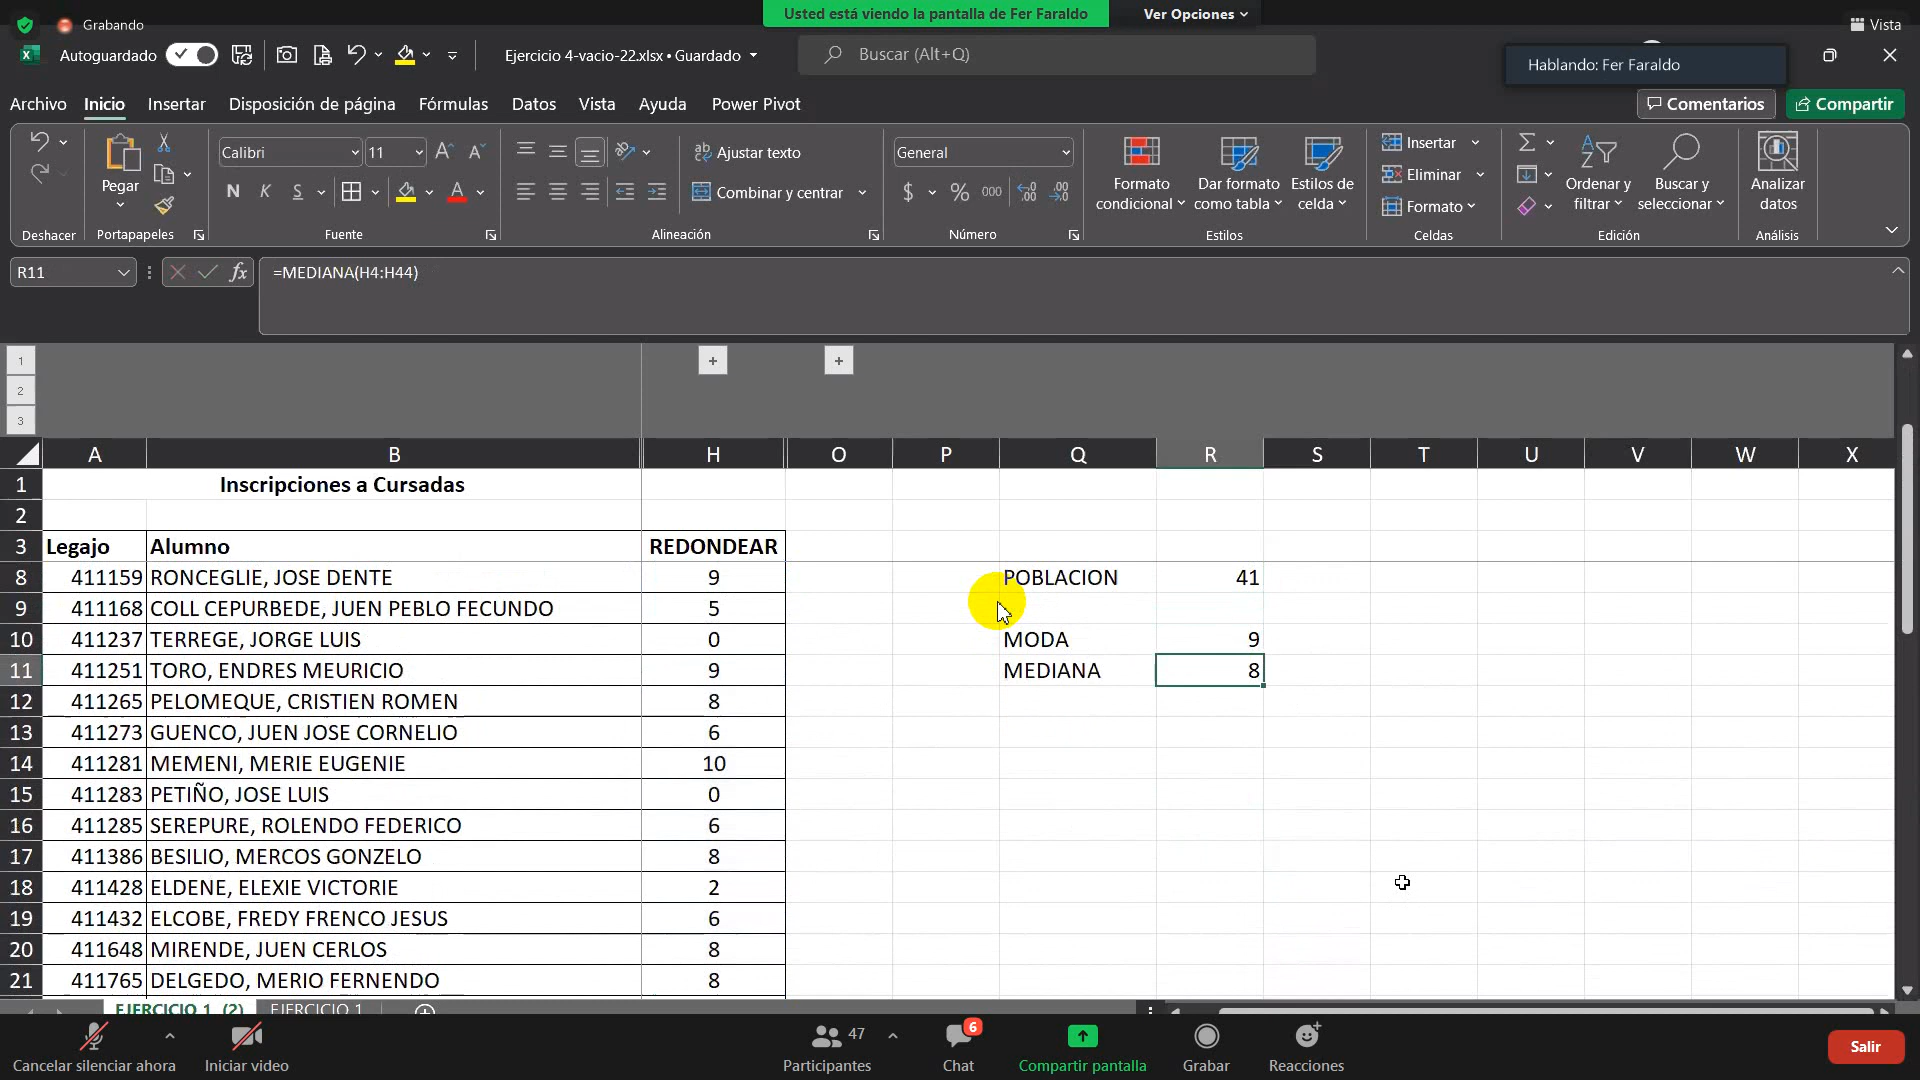 Grabando
Usted está viendo la pantalla de Fer Faraldo
Ver Opciones
Vista
Autoguardado
Ejercicio 4-vacio-22.xlsx • Guardado
Buscar (Alt+Q)
Hablando: Fer Faraldo
Archivo Inicio Insertar Disposición de página Fórmulas Datos Vista Ayuda Power Pivot
Comentarios
Compartir
Pegar
Calibri 11
N K S
Ajustar texto
Combinar y centrar
General
$ % 000
Formato condicional
Dar formato como tabla
Estilos de celda
Insertar
Eliminar
Formato
Ordenar y filtrar
Buscar y seleccionar
Analizar datos
Deshacer Portapapeles Fuente Alineación Número Estilos Celdas Edición Análisis
R11
fx
=MEDIANA(H4:H44)
1
2
3
A B H O P Q R S T U V W X
1 Inscripciones a Cursadas
2
3 Legajo Alumno REDONDEAR
8 411159 RONCEGLIE, JOSE DENTE 9 POBLACION 41
9 411168 COLL CEPURBEDE, JUEN PEBLO FECUNDO 5
10 411237 TERREGE, JORGE LUIS 0 MODA 9
11 411251 TORO, ENDRES MEURICIO 9 MEDIANA 8
12 411265 PELOMEQUE, CRISTIEN ROMEN 8
13 411273 GUENCO, JUEN JOSE CORNELIO 6
14 411281 MEMENI, MERIE EUGENIE 10
15 411283 PETIÑO, JOSE LUIS 0
16 411285 SEREPURE, ROLENDO FEDERICO 6
17 411386 BESILIO, MERCOS GONZELO 8
18 411428 ELDENE, ELEXIE VICTORIE 2
19 411432 ELCOBE, FREDY FRENCO JESUS 6
20 411648 MIRENDE, JUEN CERLOS 8
21 411765 DELGEDO, MERIO FERNENDO 8
EJERCICIO 1 (2) EJERCICIO 1
Cancelar silenciar ahora
Iniciar video
47
Participantes
6
Chat
Compartir pantalla
Grabar
Reacciones
Salir